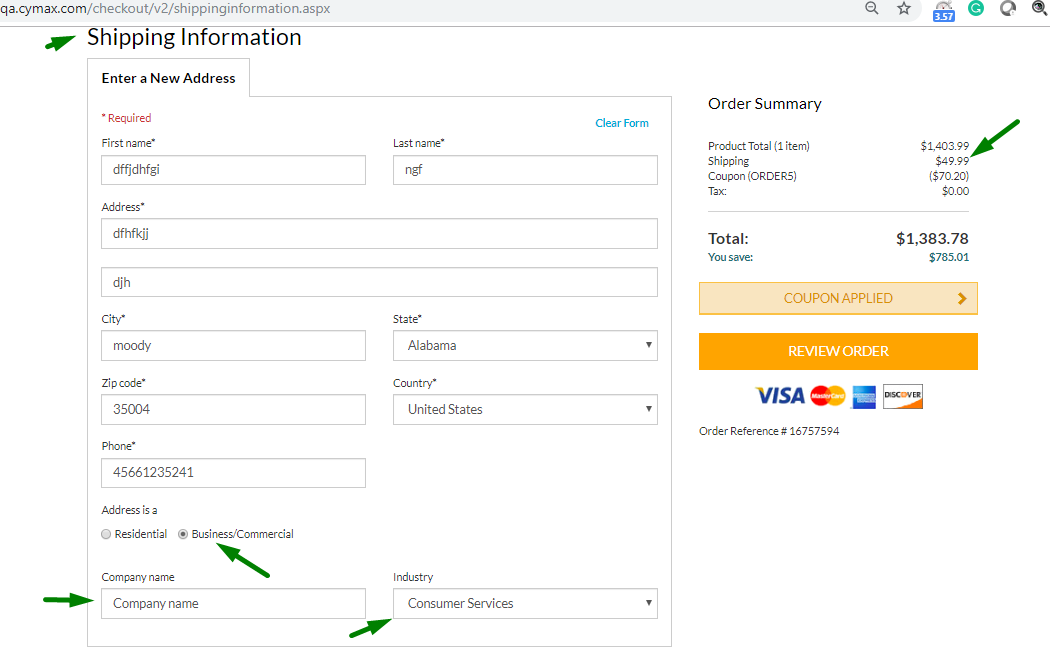 qa.cymax.com/checkout/v2/shippinginformation.aspx
3.57
Shipping Information
Enter a New Address
* Required
Clear Form
First name*
Last name*
dffjdhfgi
ngf
Address*
dfhfkjj
djh
City*
State*
moody
Alabama
Zip code*
Country*
35004
United States
Phone*
45661235241
Address is a
Residential
Business/Commercial
Company name
Industry
Company name
Consumer Services
Order Summary
Product Total (1 item) $1,403.99
Shipping $49.99
Coupon (ORDER5) ($70.20)
Tax: $0.00
Total: $1,383.78
You save: $785.01
COUPON APPLIED
REVIEW ORDER
VISA MasterCard DISCOVER
Order Reference # 16757594